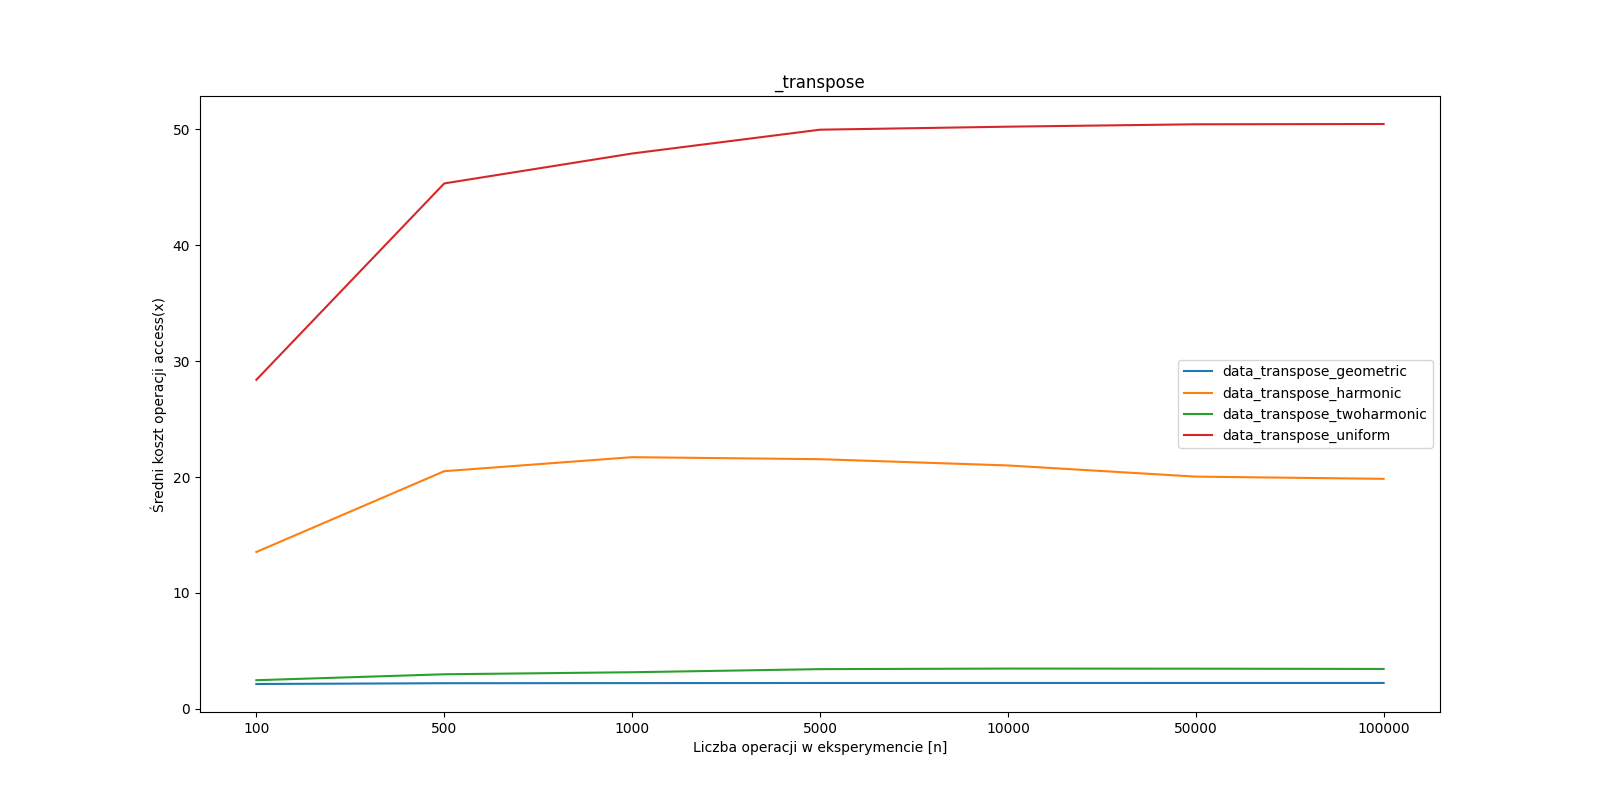 _transpose
Średni koszt operacji access(x)
50
40
30
20
10
0
data_transpose_geometric
data_transpose_harmonic
data_transpose_twoharmonic
data_transpose_uniform
100 500 1000 5000 10000 50000 100000
Liczba operacji w eksperymencie [n]